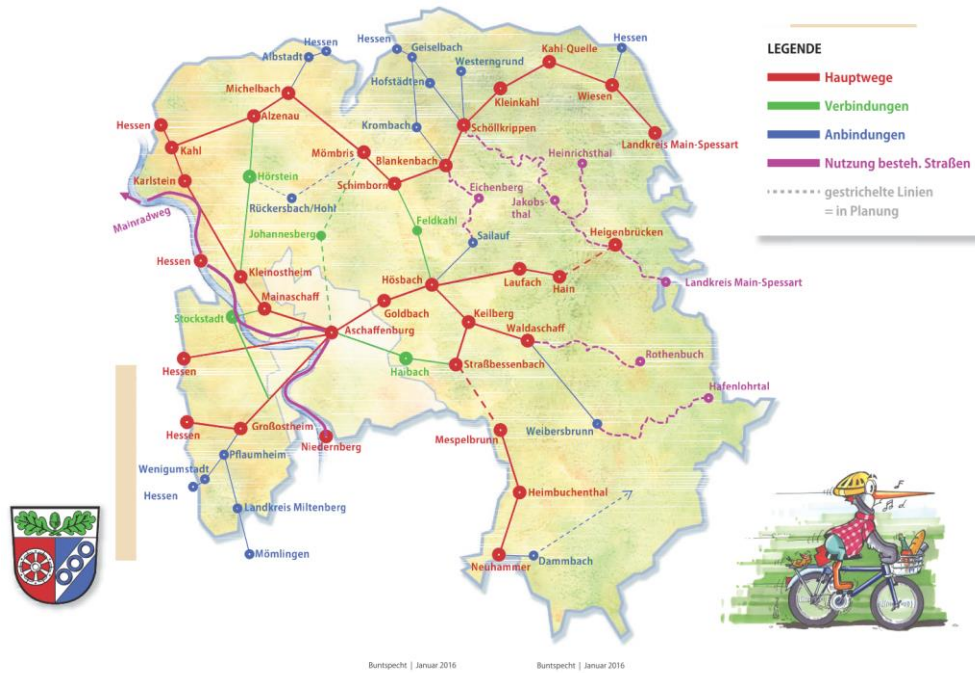 Hessen
Albstadt
Hessen
Geiselbach
Westerngrund
Kahl-Quelle
Hessen
Hofstädten
Michelbach
Kleinkahl
Wiesen
Alzenau
Hessen
Krombach
Schöllkrippen
Kahl
Mömbris
Blankenbach
Landkreis Main-Spessart
Heinrichsthal
Karlstein
Hörstein
Schimborn
Eichenberg
Jakobs-
thal
Rückersbach/Hohl
Mainradweg
Johannesberg
Feldkahl
Sailauf
Heigenbrücken
Hessen
Kleinostheim
Hösbach
Laufach
Hain
Landkreis Main-Spessart
Mainaschaff
Goldbach
Stockstadt
Aschaffenburg
Keilberg
Waldaschaff
Hessen
Haibach
Straßbessenbach
Rothenbuch
Hafenlohrtal
Hessen
Großostheim
Niedernberg
Mespelbrunn
Weibersbrunn
Pflaumheim
Wenigumstadt
Hessen
Heimbuchenthal
Landkreis Miltenberg
Mömlingen
Neuhammer
Dammbach
LEGENDE
Hauptwege
Verbindungen
Anbindungen
Nutzung besteh. Straßen
gestrichelte Linien
= in Planung
Buntspecht | Januar 2016
Buntspecht | Januar 2016